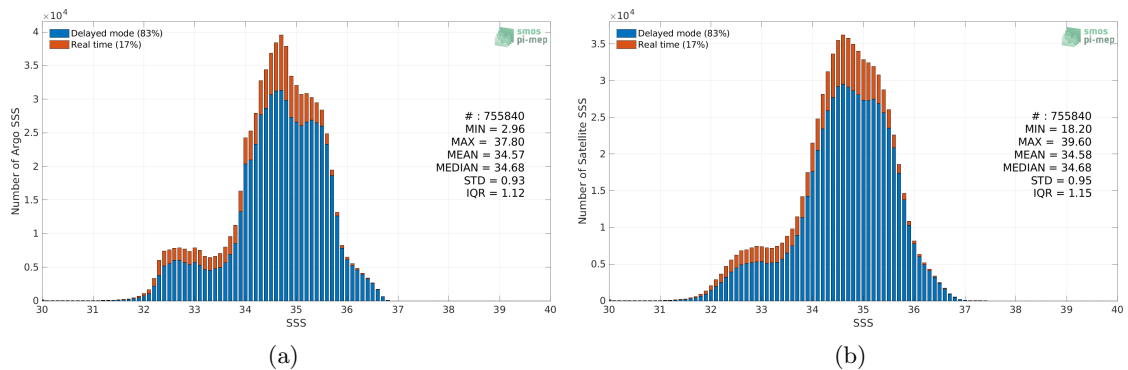 ×10⁴
Delayed mode (83%)
Real time (17%)
smos
pi-mep
# : 755840
MIN = 2.96
MAX = 37.80
MEAN = 34.57
MEDIAN = 34.68
STD = 0.93
IQR = 1.12
Number of Argo SSS
4
3.5
3
2.5
2
1.5
1
0.5
0
30 31 32 33 34 35 36 37 38 39 40
SSS
(a)
×10⁴
Delayed mode (83%)
Real time (17%)
smos
pi-mep
# : 755840
MIN = 18.20
MAX = 39.60
MEAN = 34.58
MEDIAN = 34.68
STD = 0.95
IQR = 1.15
Number of Satellite SSS
3.5
3
2.5
2
1.5
1
0.5
0
30 31 32 33 34 35 36 37 38 39 40
SSS
(b)